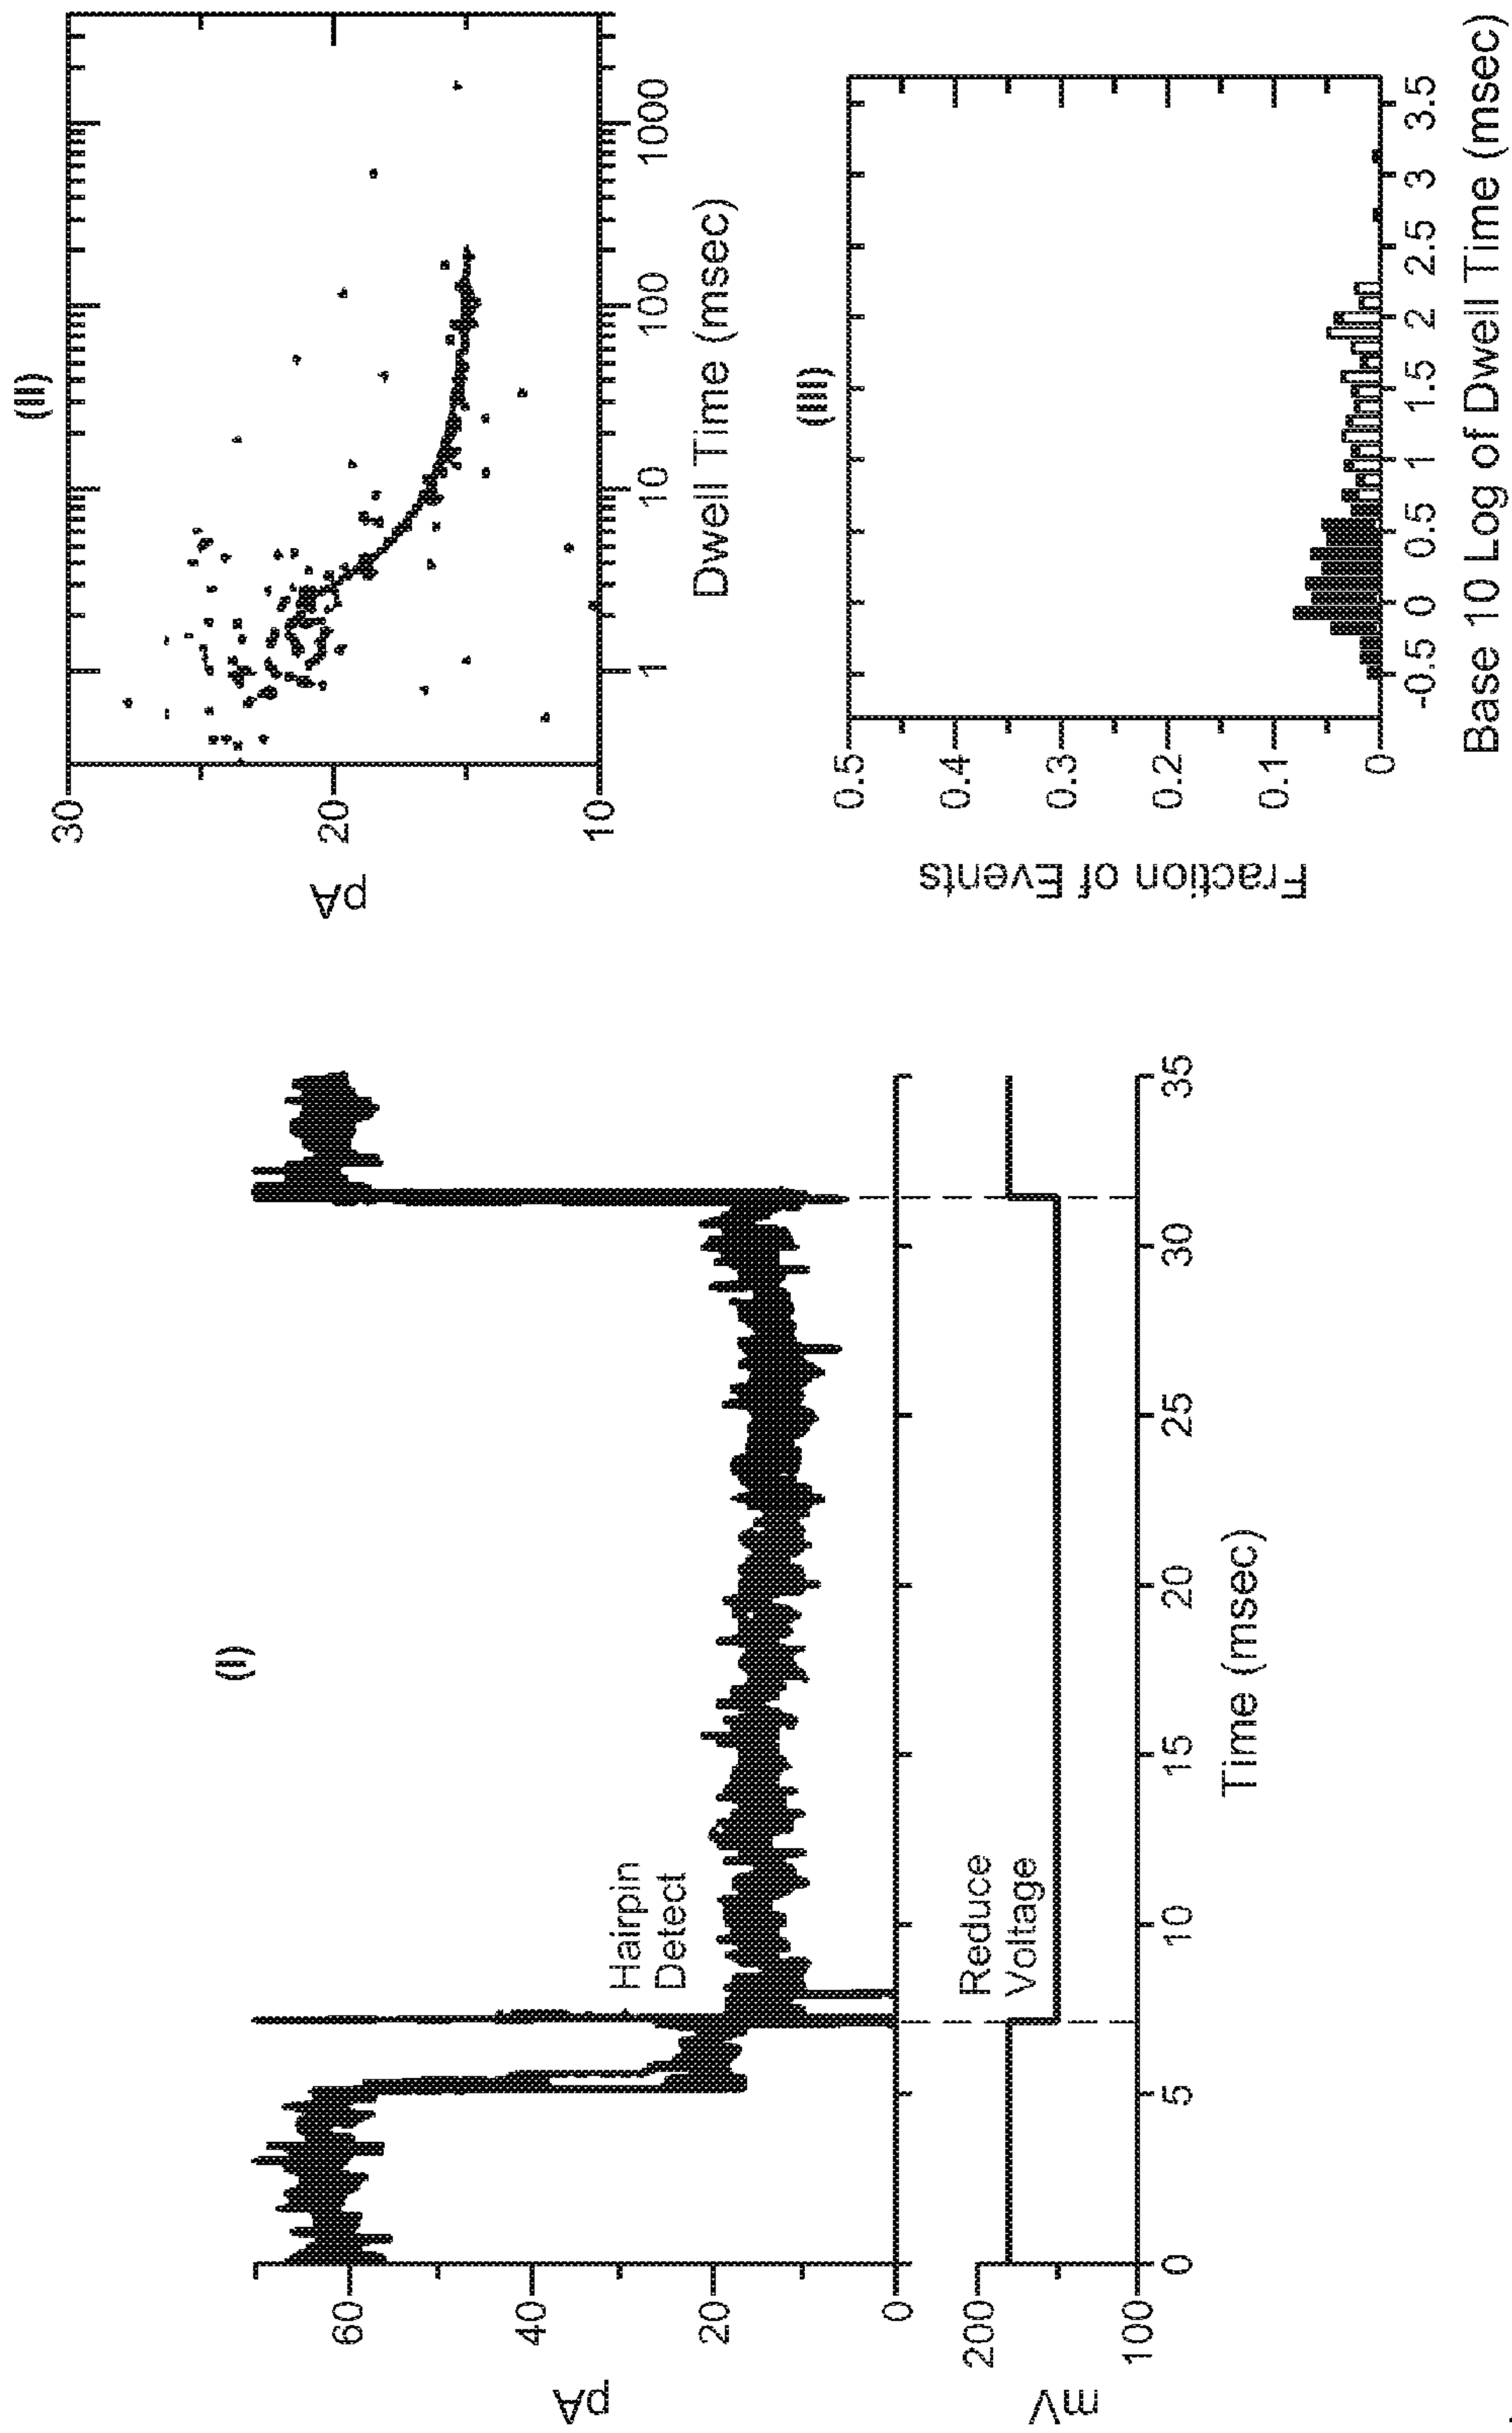 (I)
60
40
20
0
pA
Hairpin
Detect
200
100
mV
Reduce
Voltage
0
5
10
15
20
25
30
35
Time (msec)
(II)
30
20
10
pA
1
10
100
1000
Dwell Time (msec)
(III)
0.5
0.4
0.3
0.2
0.1
0
Fraction of Events
-0.5
0
0.5
1
1.5
2
2.5
3
3.5
Base 10 Log of Dwell Time (msec)